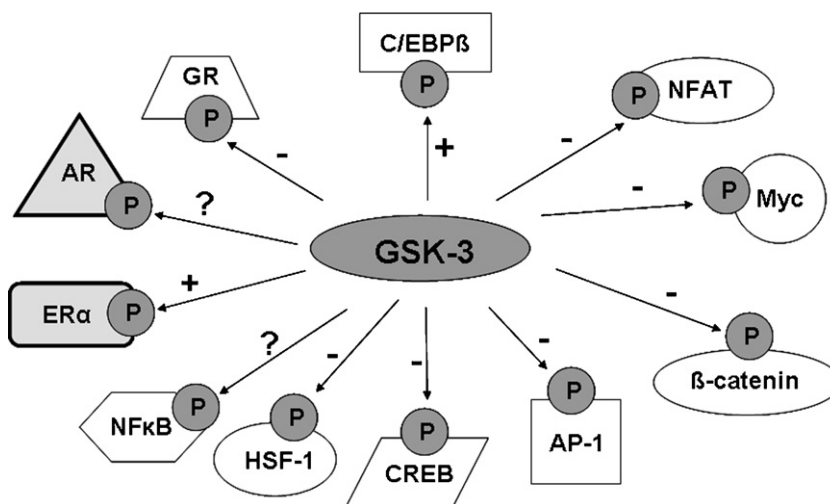 C/EBPß
P
GR
P
NFAT
P
-
+
-
AR
P
?
-
P
Myc
GSK-3
ERα
P
+
-
P
ß-catenin
?
-
-
-
NFκB
P
HSF-1
P
CREB
P
AP-1
P